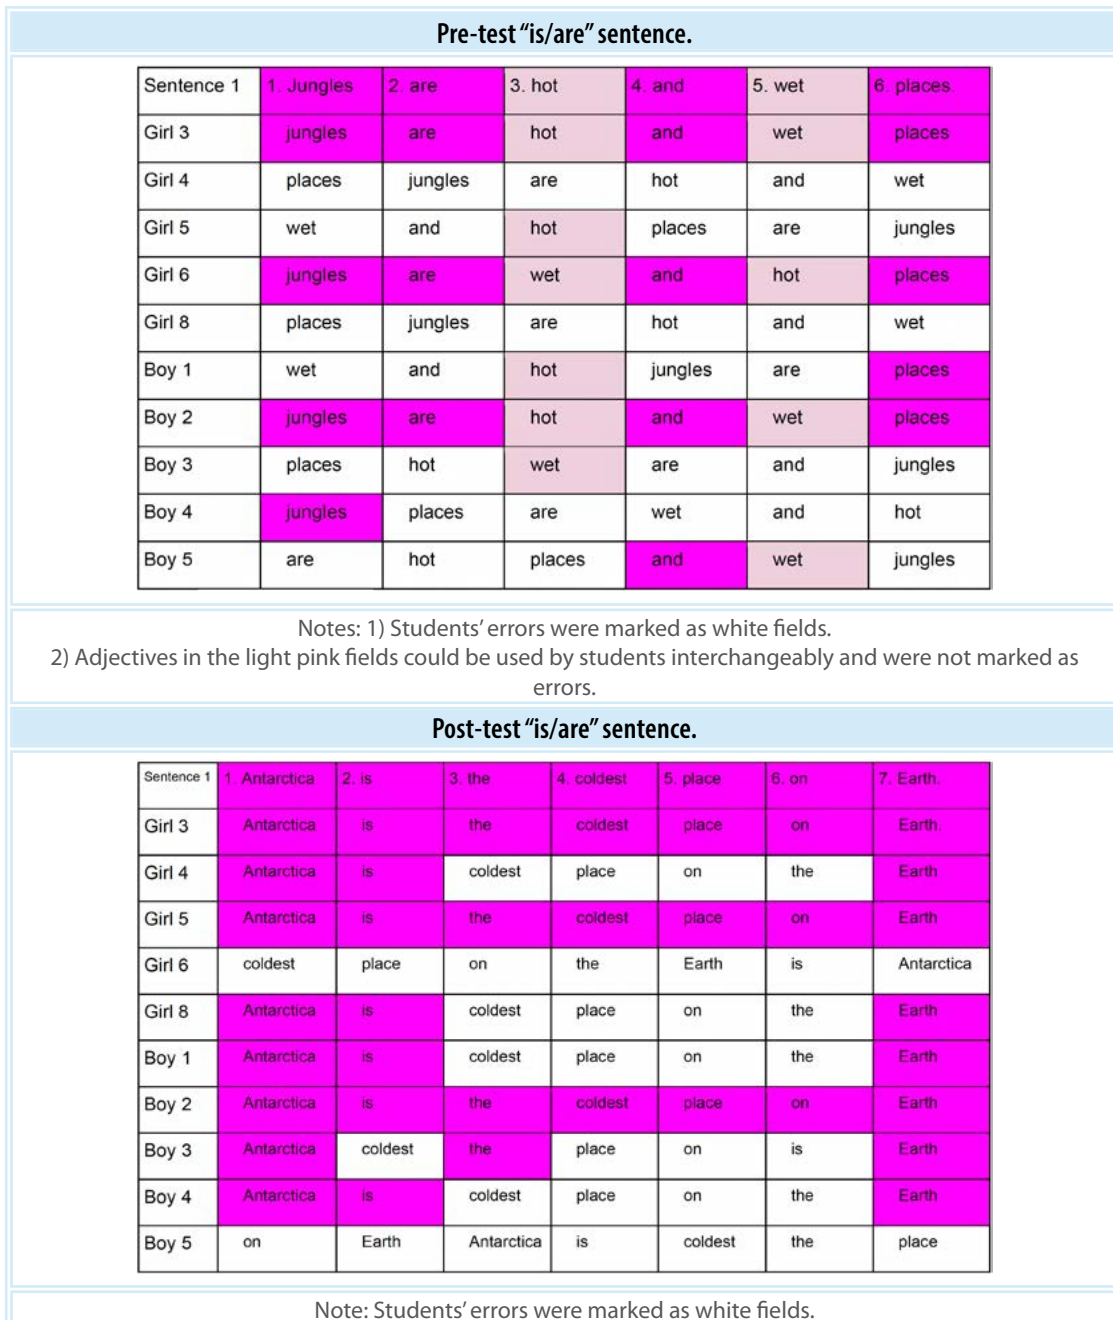 Pre-test “is/are” sentence.
Sentence 1 1. Jungles 2. are 3. hot 4. and 5. wet 6. places.
Girl 3 jungles are hot and wet places
Girl 4 places jungles are hot and wet
Girl 5 wet and hot places are jungles
Girl 6 jungles are wet and hot places
Girl 8 places jungles are hot and wet
Boy 1 wet and hot jungles are places
Boy 2 jungles are hot and wet places
Boy 3 places hot wet are and jungles
Boy 4 jungles places are wet and hot
Boy 5 are hot places and wet jungles
Notes: 1) Students’ errors were marked as white fields.
2) Adjectives in the light pink fields could be used by students interchangeably and were not marked as
errors.
Post-test “is/are” sentence.
Sentence 1 1. Antarctica 2. is 3. the 4. coldest 5. place 6. on 7. Earth.
Girl 3 Antarctica is the coldest place on Earth.
Girl 4 Antarctica is coldest place on the Earth
Girl 5 Antarctica is the coldest place on Earth
Girl 6 coldest place on the Earth is Antarctica
Girl 8 Antarctica is coldest place on the Earth
Boy 1 Antarctica is coldest place on the Earth
Boy 2 Antarctica is the coldest place on Earth
Boy 3 Antarctica coldest the place on is Earth
Boy 4 Antarctica is coldest place on the Earth
Boy 5 on Earth Antarctica is coldest the place
Note: Students’ errors were marked as white fields.